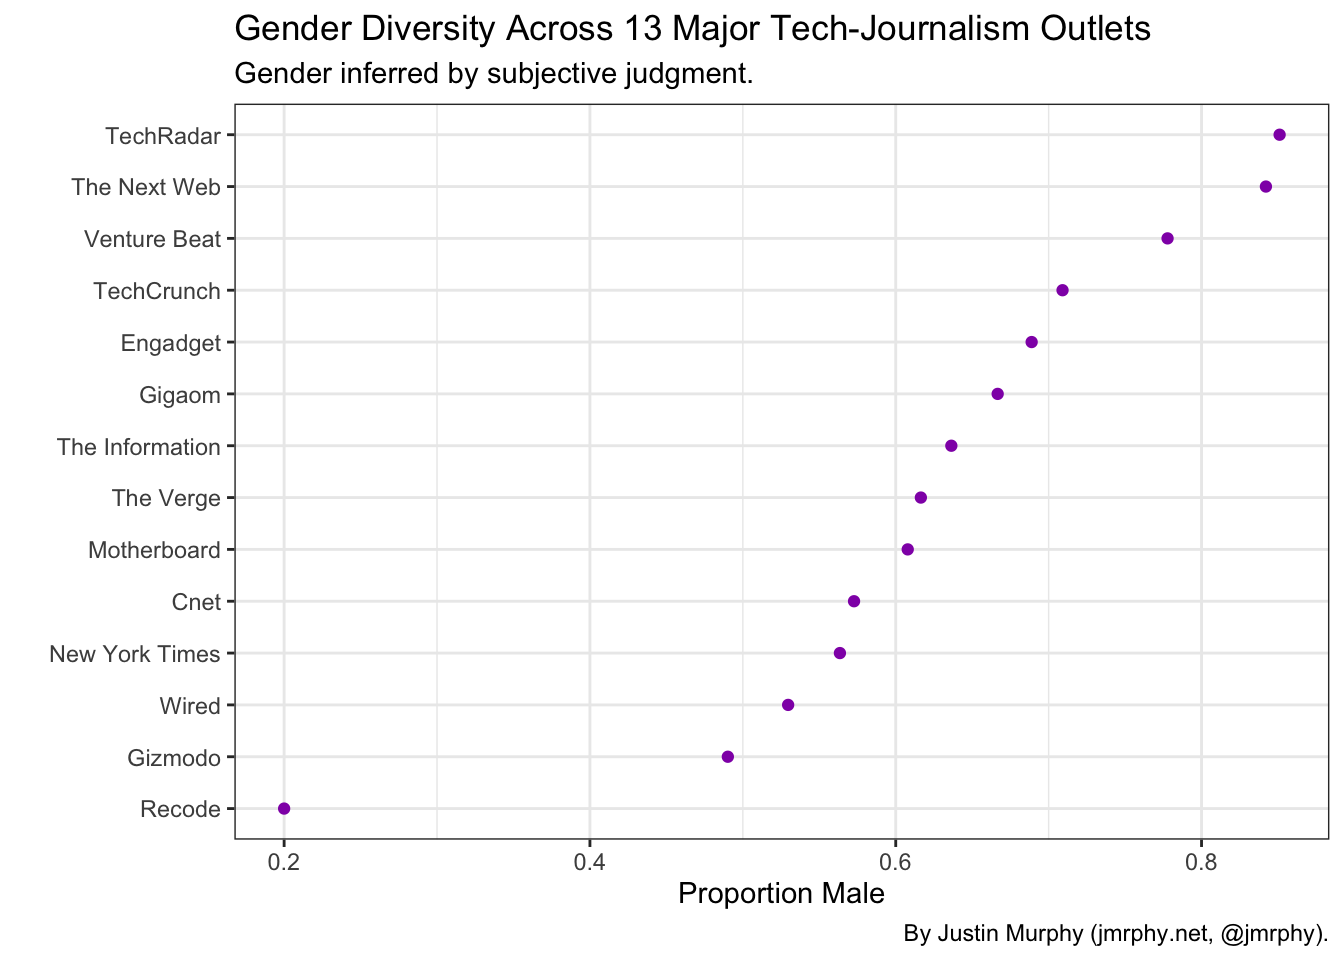 Gender Diversity Across 13 Major Tech-Journalism Outlets
Gender inferred by subjective judgment.
TechRadar
The Next Web
Venture Beat
TechCrunch
Engadget
Gigaom
The Information
The Verge
Motherboard
Cnet
New York Times
Wired
Gizmodo
Recode
0.2 0.4 0.6 0.8
Proportion Male
By Justin Murphy (jmrphy.net, @jmrphy).